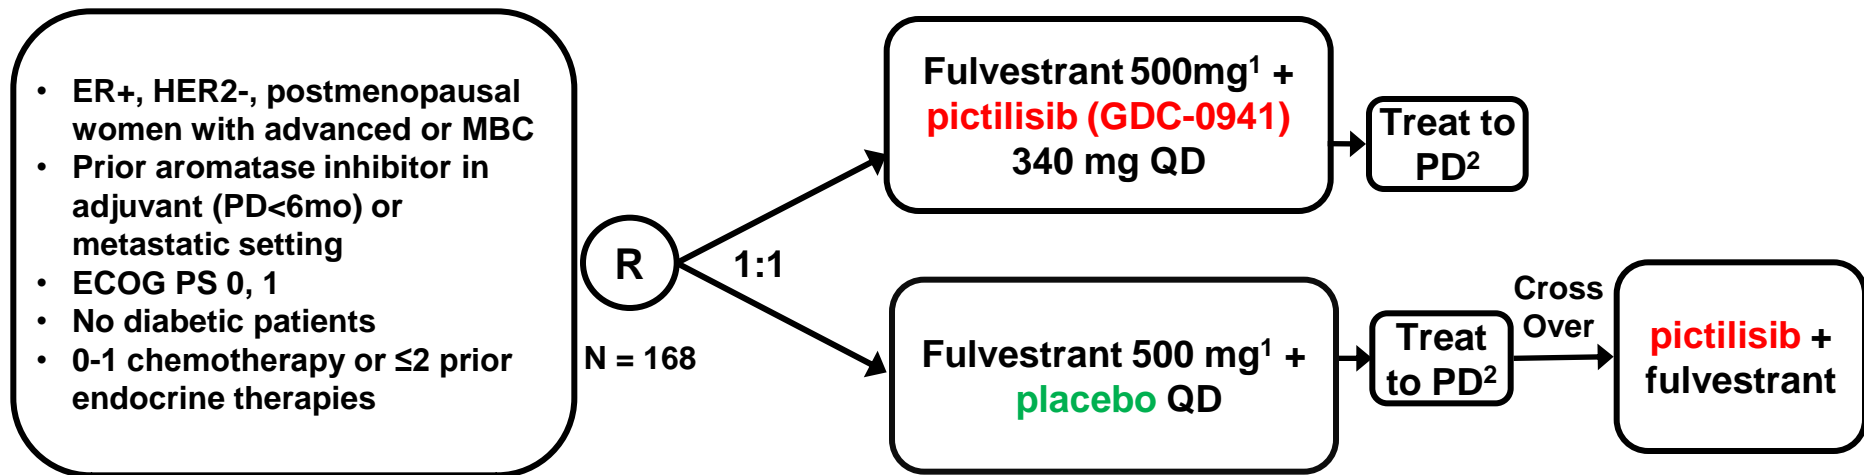 • ER+, HER2-, postmenopausal
women with advanced or MBC
• Prior aromatase inhibitor in
adjuvant (PD<6mo) or
metastatic setting
• ECOG PS 0, 1
• No diabetic patients
• 0-1 chemotherapy or ≤2 prior
endocrine therapies
R
N = 168
1:1
Fulvestrant 500mg¹ +
pictilisib (GDC-0941)
340 mg QD
Treat to
PD²
Fulvestrant 500 mg¹ +
placebo QD
Treat
to PD²
Cross
Over
pictilisib +
fulvestrant